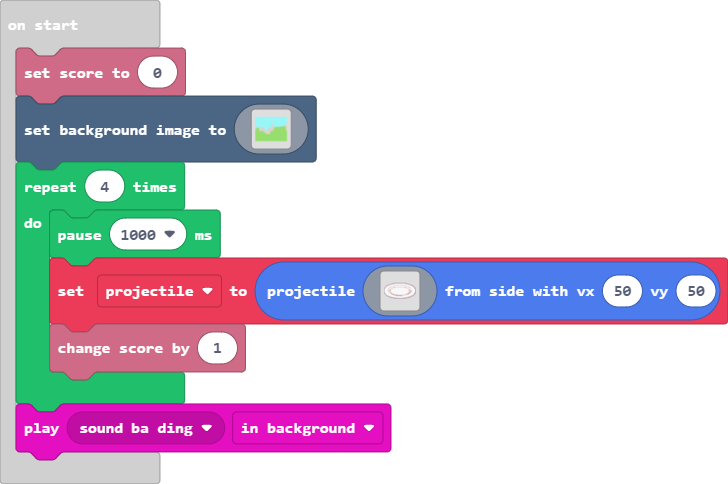 on start
set score to 0
set background image to
repeat 4 times
do
pause 1000 ms
set projectile to projectile from side with vx 50 vy 50
change score by 1
play sound ba ding in background